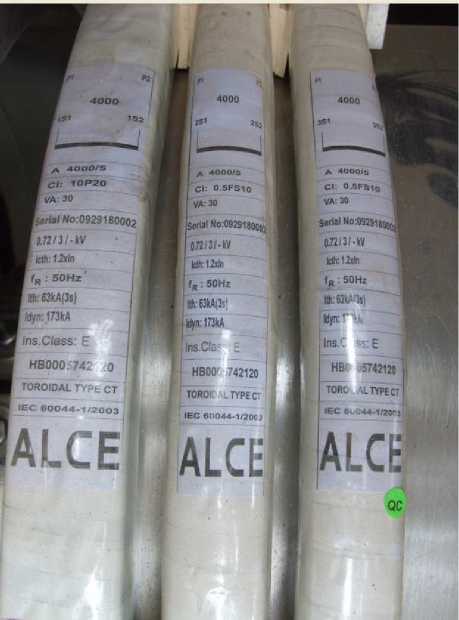 P1 P2
4000
1S1 1S2
A 4000/5
Cl: 10P20
VA: 30
Serial No:0929180002
0.72 / 3 / - kV
Icth: 1.2xIn
fR : 50Hz
Ith: 63kA(3s)
Idyn: 173kA
Ins.Class: E
HB0005742120
TOROIDAL TYPE CT
IEC 60044-1/2003
ALCE
P1
4000
2S1 2S2
A 4000/5
Cl: 0.5FS10
VA: 30
Serial No:0929180002
0.72 / 3 / - kV
Icth: 1.2xIn
fR : 50Hz
Ith: 63kA(3s)
Idyn: 173kA
Ins.Class: E
HB0005742120
TOROIDAL TYPE CT
IEC 60044-1/2003
ALCE
P1
4000
3S1 3S2
A 4000/5
Cl: 0.5FS10
VA: 30
Serial No:0929180002
0.72 / 3 / - kV
Icth: 1.2xIn
fR : 50Hz
Ith: 63kA(3s)
Idyn: 173kA
Ins.Class: E
HB0005742120
TOROIDAL TYPE CT
IEC 60044-1/2003
ALCE
QC